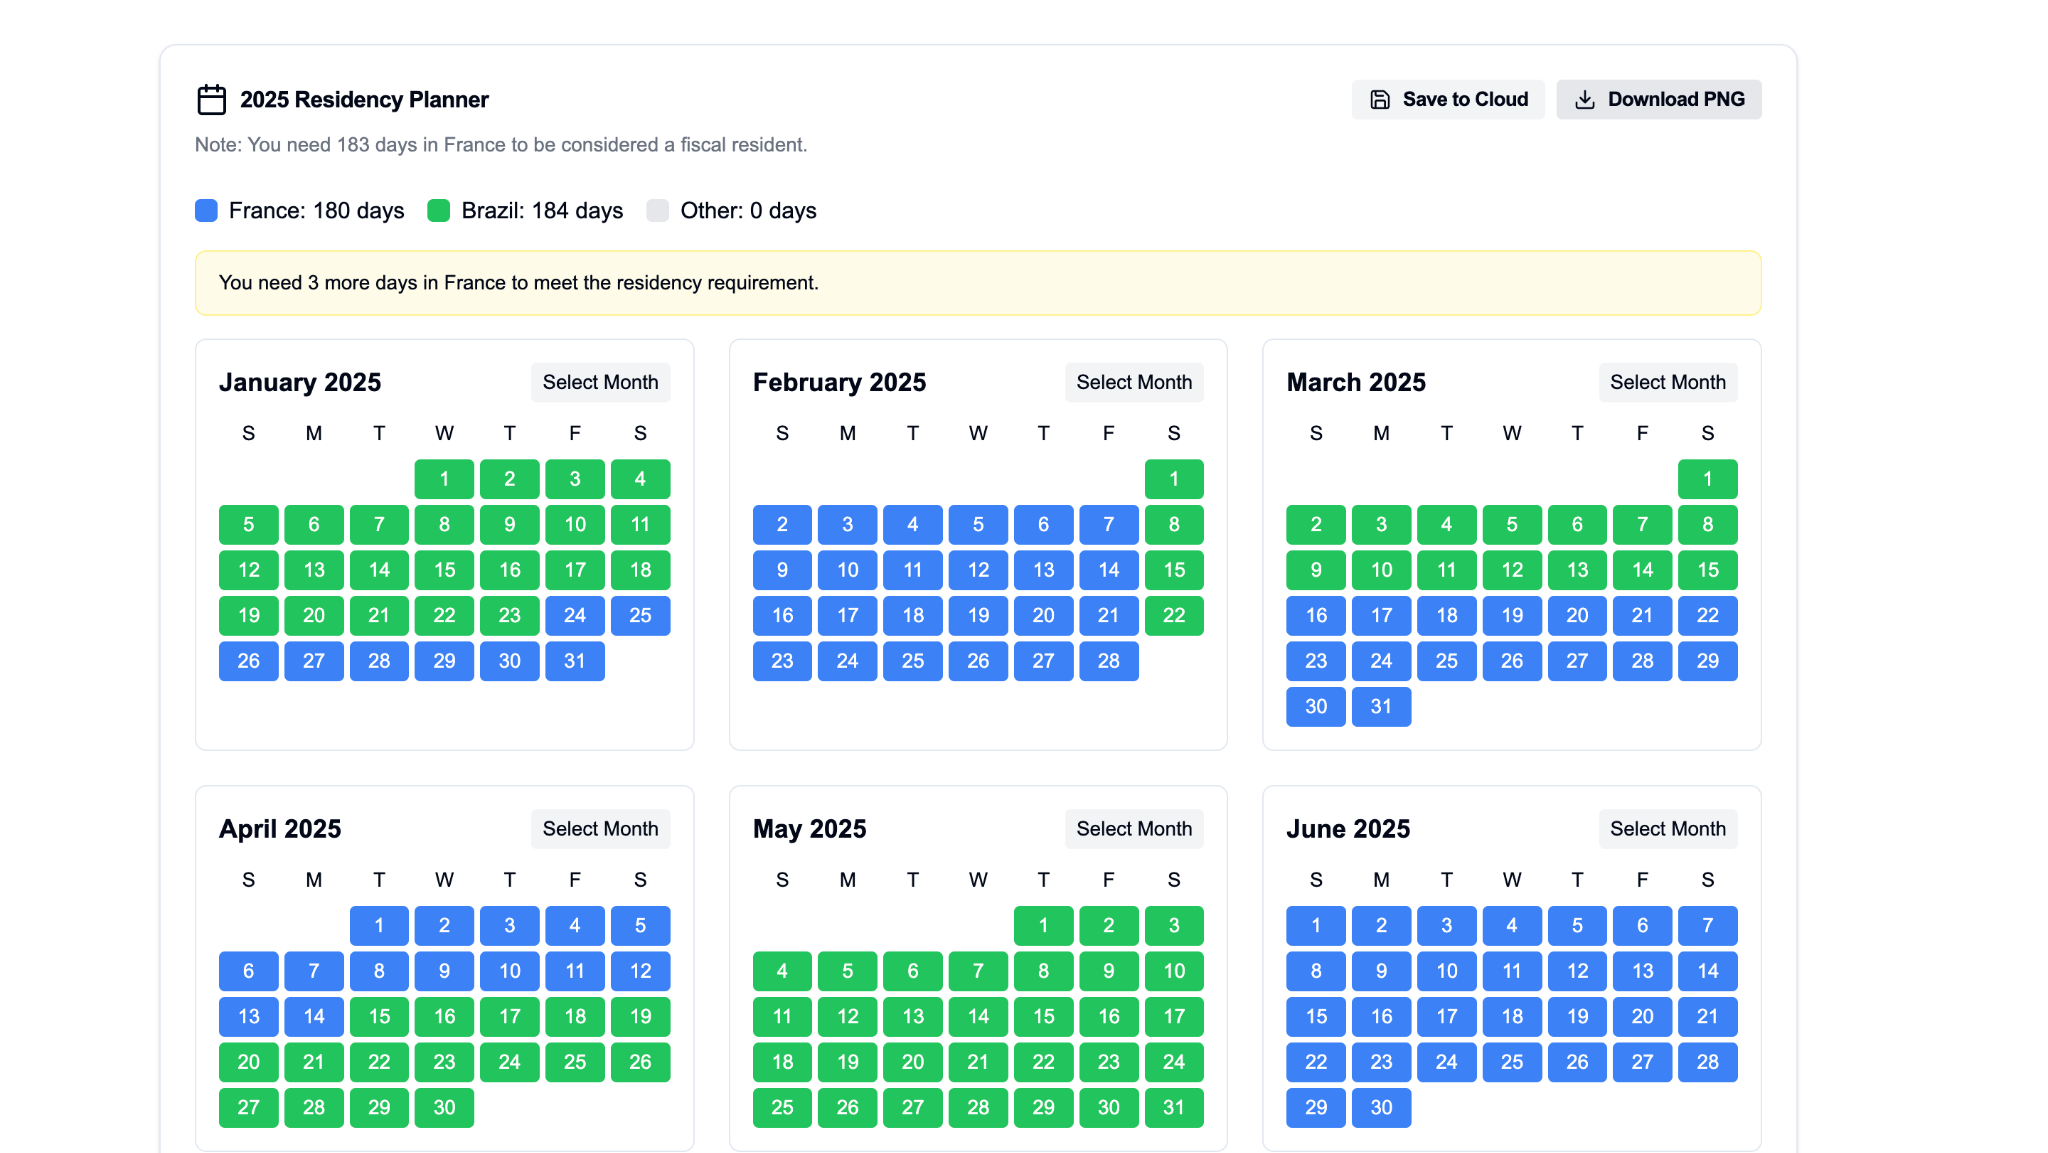 2025 Residency Planner
Save to Cloud
Download PNG
Note: You need 183 days in France to be considered a fiscal resident.
France: 180 days
Brazil: 184 days
Other: 0 days
You need 3 more days in France to meet the residency requirement.
January 2025
Select Month
S M T W T F S
1 2 3 4
5 6 7 8 9 10 11
12 13 14 15 16 17 18
19 20 21 22 23 24 25
26 27 28 29 30 31
February 2025
Select Month
S M T W T F S
1
2 3 4 5 6 7 8
9 10 11 12 13 14 15
16 17 18 19 20 21 22
23 24 25 26 27 28
March 2025
Select Month
S M T W T F S
1
2 3 4 5 6 7 8
9 10 11 12 13 14 15
16 17 18 19 20 21 22
23 24 25 26 27 28 29
30 31
April 2025
Select Month
S M T W T F S
1 2 3 4 5
6 7 8 9 10 11 12
13 14 15 16 17 18 19
20 21 22 23 24 25 26
27 28 29 30
May 2025
Select Month
S M T W T F S
1 2 3
4 5 6 7 8 9 10
11 12 13 14 15 16 17
18 19 20 21 22 23 24
25 26 27 28 29 30 31
June 2025
Select Month
S M T W T F S
1 2 3 4 5 6 7
8 9 10 11 12 13 14
15 16 17 18 19 20 21
22 23 24 25 26 27 28
29 30